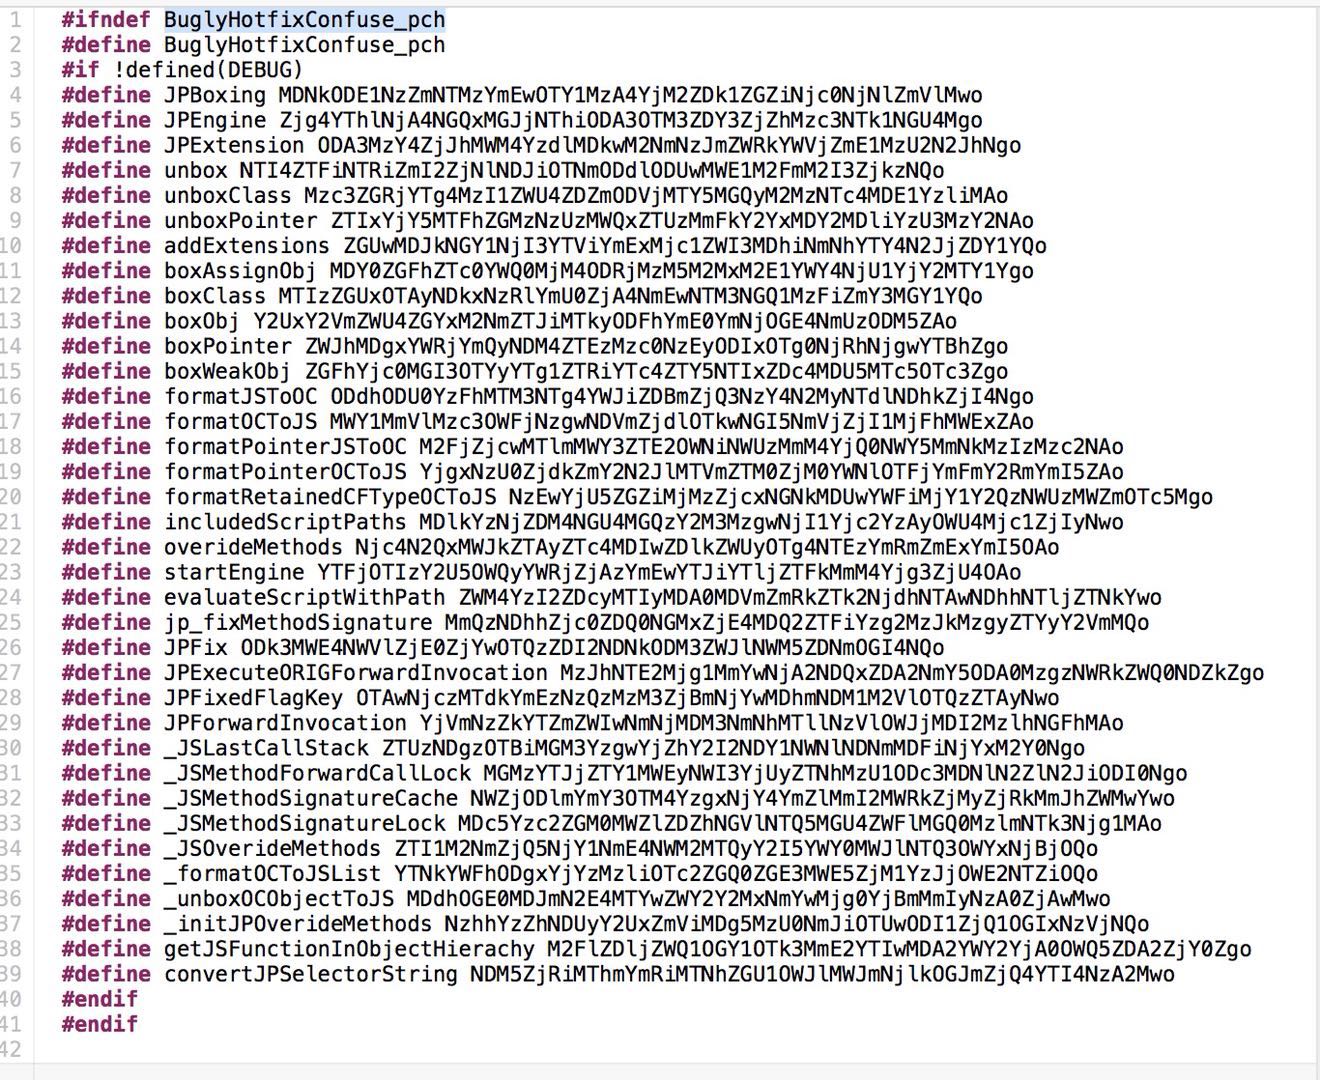 1 #ifndef BuglyHotfixConfuse_pch
2 #define BuglyHotfixConfuse_pch
3 #if !defined(DEBUG)
4 #define JPBoxing MDNkODE1NzZmNTMzYmEwOTY1MzA4YjM2ZDk1ZGZiNjc0NjNlZmVlMwo
5 #define JPEngine Zjg4YThlNjA4NGQxMGJjNThiODA3OTM3ZDY3ZjZhMzc3NTk1NGU4Mgo
6 #define JPExtension ODA3MzY4ZjJhMWM4YzdlMDkwM2NmNzJmZWRkYWVjZmE1MzU2N2JhNgo
7 #define unbox NTI4ZTFiNTRiZmI2ZjNlNDJiOTNmODdlODUwMWE1M2FmM2I3ZjkzNQo
8 #define unboxClass Mzc3ZGRjYTg4MzI1ZWU4ZDZmODVjMTY5MGQyM2MzNTc4MDE1YzliMAo
9 #define unboxPointer ZTIxYjY5MTFhZGMzNzUzMWQxZTUzMmFkY2YxMDY2MDliYzU3MzY2NAo
10 #define addExtensions ZGUwMDJkNGY1NjI3YTViYmExMjc1ZWI3MDhiNmNhYTY4N2JjZDY1YQo
11 #define boxAssignObj MDY0ZGFhZTc0YWQ0MjM4ODRjMzM5M2MxM2E1YWY4NjU1YjY2MTY1Ygo
12 #define boxClass MTIzZGUxOTAyNDkxNzRlYmU0ZjA4NmEwNTM3NGQ1MzFiZmY3MGY1YQo
13 #define boxObj Y2UxY2VmZWU4ZGYxM2NmZTJiMTkyODFhYmE0YmNjOGE4NmUzODM5ZAo
14 #define boxPointer ZWJhMDgxYWRjYmQyNDM4ZTEzMzc0NzEyODIxOTg0NjRhNjgwYTBhZgo
15 #define boxWeakObj ZGFhYjc0MGI3OTYyYTg1ZTRiYTc4ZTY5NTIxZDc4MDU5MTc5OTc3Zgo
16 #define formatJSToOC ODdhODU0YzFhMTM3NTg4YWJiZDBmZjQ3NzY4N2MyNTdlNDhkZjI4Ngo
17 #define formatOCToJS MWY1MmVlMzc3OWFjNzgwNDVmZjdlOTkwNGI5NmVjZjI1MjFhMWExZAo
18 #define formatPointerJSToOC M2FjZjcwMTlmMWY3ZTE2OWNiNWUzMmM4YjQ0NWY5MmNkMzIzMzc2NAo
19 #define formatPointerOCToJS YjgxNzU0ZjdkZmY2N2JlMTVmZTM0ZjM0YWNlOTFjYmFmY2RmYmI5ZAo
20 #define formatRetainedCFTypeOCToJS NzEwYjU5ZGZiMjMzZjcxNGNkMDUwYWFiMjY1Y2QzNWUzMWZmOTc5Mgo
21 #define includedScriptPaths MDlkYzNjZDM4NGU4MGQzY2M3MzgwNjI1Yjc2YzAyOWU4Mjc1ZjIyNwo
22 #define overideMethods Njc4N2QxMWJkZTAyZTc4MDIwZDlkZWUyOTg4NTEzYmRmZmExYmI5OAo
23 #define startEngine YTFjOTIzY2U5OWQyYWRjZjAzYmEwYTJiYTljZTFkMmM4Yjg3ZjU4OAo
24 #define evaluateScriptWithPath ZWM4YzI2ZDcyMTIyMDA0MDVmZmRkZTk2NjdhNTAwNDhhNTljZTNkYwo
25 #define jp_fixMethodSignature MmQzNDhhZjc0ZDQ0NGMxZjE4MDQ2ZTFiYzg2MzJkMzgyZTYyY2VmMQo
26 #define JPFix ODk3MWE4NWVlZjE0ZjYwOTQzZDI2NDNkODM3ZWJlNWM5ZDNmOGI4NQo
27 #define JPExecuteORIGForwardInvocation MzJhNTE2Mjg1MmYwNjA2NDQxZDA2NmY5ODA0MzgzNWRkZWQ0NDZkZgo
28 #define JPFixedFlagKey OTAwNjczMTdkYmEzNzQzMzM3ZjBmNjYwMDhmNDM1M2VlOTQzZTAyNwo
29 #define JPForwardInvocation YjVmNzZkYTZmZWIwNmNjMDM3NmNhMTllNzVlOWJjMDI2MzlhNGFhMAo
30 #define _JSLastCallStack ZTUzNDgzOTBiMGM3YzgwYjZhY2I2NDY1NWNlNDNmMDFiNjYxM2Y0Ngo
31 #define _JSMethodForwardCallLock MGMzYTJjZTY1MWEyNWI3YjUyZTNhMzU1ODc3MDNlN2ZlN2JiODI0Ngo
32 #define _JSMethodSignatureCache NWZjODlmYmY3OTM4YzgxNjY4YmZlMmI2MWRkZjMyZjRkMmJhZWMwYwo
33 #define _JSMethodSignatureLock MDc5Yzc2ZGM0MWZlZDZhNGVlNTQ5MGU4ZWFlMGQ0MzlmNTk3Njg1MAo
34 #define _JSOverideMethods ZTI1M2NmZjQ5NjY1NmE4NWM2MTQyY2I5YWY0MWJlNTQ3OWYxNjBjOQo
35 #define _formatOCToJSList YTNkYWFhODgxYjYzMzliOTc2ZGQ0ZGE3MWE5ZjM1YzJjOWE2NTZiOQo
36 #define _unboxOCObjectToJS MDdhOGE0MDJmN2E4MTYwZWY2Y2MxNmYwMjg0YjBmMmIyNzA0ZjAwMwo
37 #define _initJPOverideMethods NzhhYzZhNDUyY2UxZmViMDg5MzU0NmJiOTUwODI1ZjQ1OGIxNzVjNQo
38 #define getJSFunctionInObjectHierachy M2FlZDljZWQ1OGY1OTk3MmE2YTIwMDA2YWY2YjA0OWQ5ZDA2ZjY0Zgo
39 #define convertJPSelectorString NDM5ZjRiMThmYmRiMTNhZGU1OWJlMWJmNjlkOGJmZjQ4YTI4NzA2Mwo
40 #endif
41 #endif
42